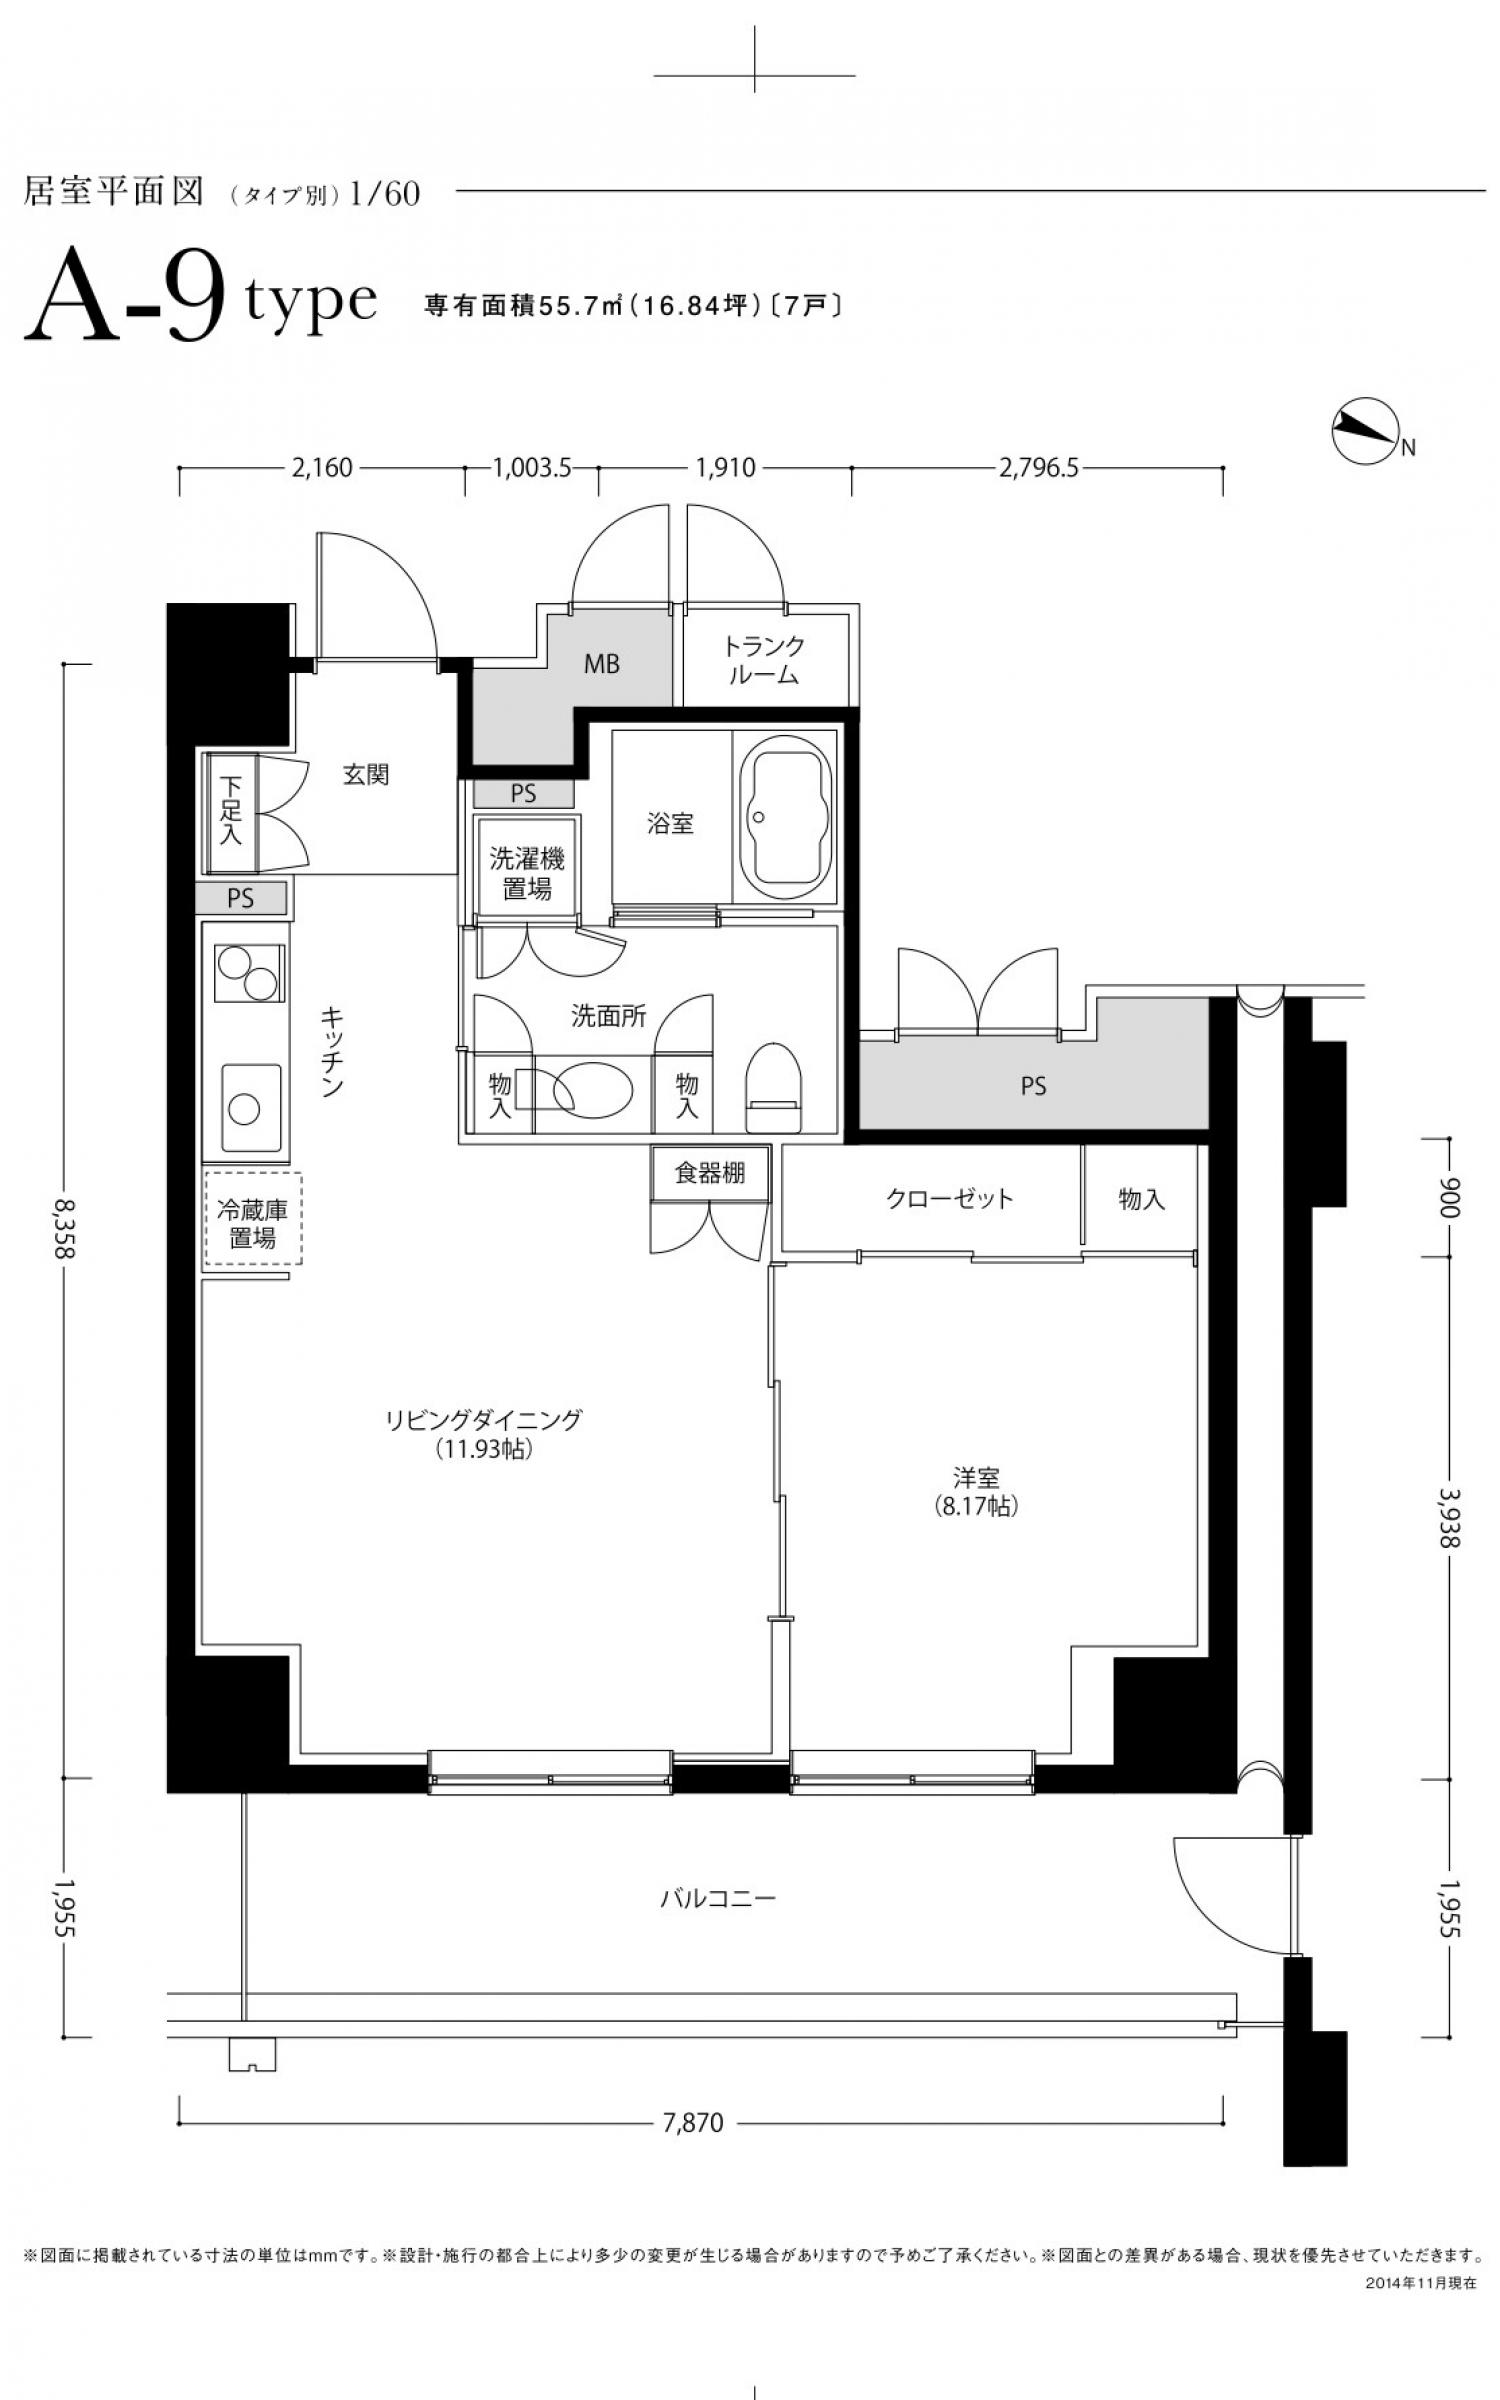 居室平面図 （タイプ別）1/60
A-9 type 専有面積55.7㎡（16.84坪）〔7戸〕
N
2,160 1,003.5 1,910 2,796.5
MB
トランク
ルーム
玄関
下足入
PS
浴室
洗濯機
置場
PS
キッチン
洗面所
物入
物入
PS
食器棚
クローゼット
物入
冷蔵庫
置場
8,358
900
リビングダイニング
（11.93帖）
洋室
（8.17帖）
3,938
バルコニー
1,955
1,955
7,870
※図面に掲載されている寸法の単位はmmです。※設計・施行の都合上により多少の変更が生じる場合がありますので予めご了承ください。※図面との差異がある場合、現状を優先させていただきます。
2014年11月現在